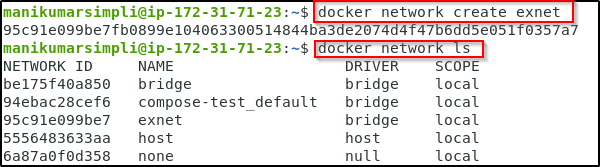 manikumarsimpli@ip-172-31-71-23:~$ docker network create exnet
95c91e099be7fb0899e104063300514844ba3de2074d4f47b6dd5e051f0357a7
manikumarsimpli@ip-172-31-71-23:~$ docker network ls
NETWORK ID NAME DRIVER SCOPE
be175f40a850 bridge bridge local
94ebac28cef6 compose-test_default bridge local
95c91e099be7 exnet bridge local
5556483633aa host host local
6a87a0f0d358 none null local